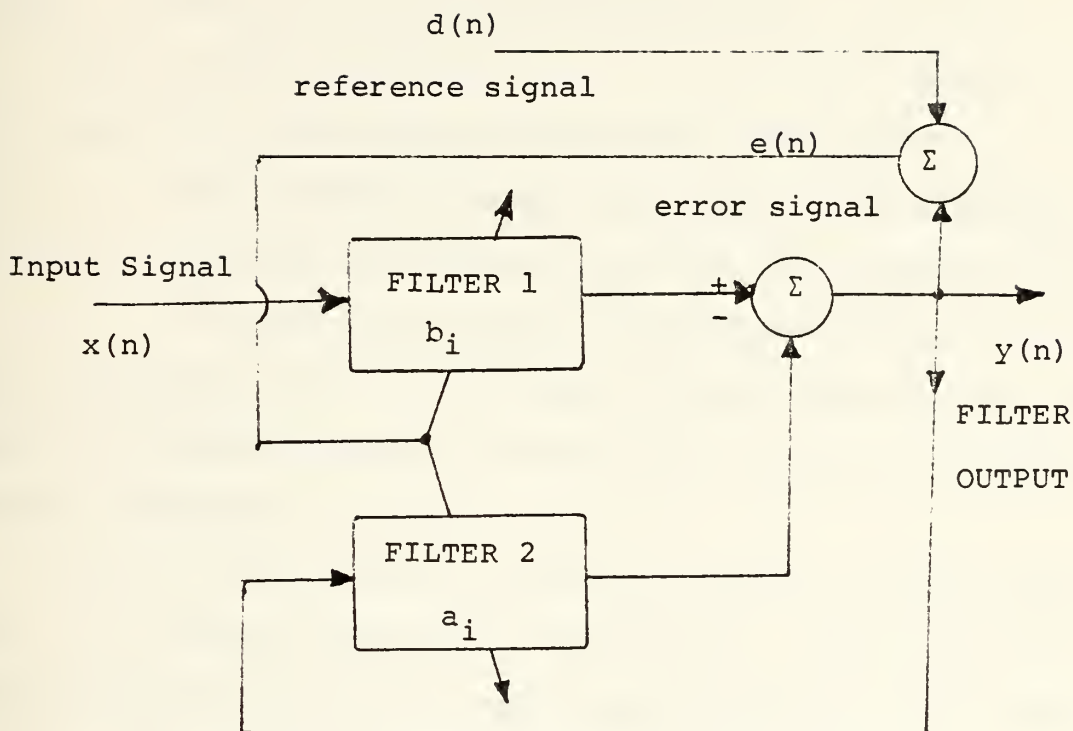 d(n)
reference signal
e(n)
Σ
error signal
Input Signal
x(n)
FILTER 1
b_i
+
-
Σ
y(n)
FILTER
OUTPUT
FILTER 2
a_i